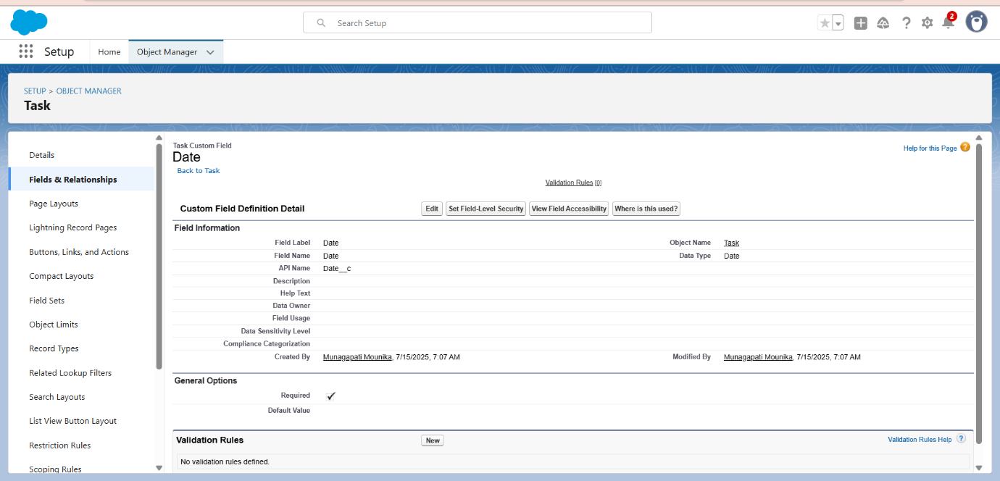 Search Setup
2
Setup
Home
Object Manager
SETUP > OBJECT MANAGER
Task
Details
Fields & Relationships
Page Layouts
Lightning Record Pages
Buttons, Links, and Actions
Compact Layouts
Field Sets
Object Limits
Record Types
Related Lookup Filters
Search Layouts
List View Button Layout
Restriction Rules
Scoping Rules
Task Custom Field
Date
Back to Task
Help for this Page ?
Validation Rules [0]
Custom Field Definition Detail Edit Set Field-Level Security View Field Accessibility Where is this used?
Field Information
Field Label Date Object Name Task
Field Name Date Data Type Date
API Name Date__c
Description
Help Text
Data Owner
Field Usage
Data Sensitivity Level
Compliance Categorization
Created By Munagapati Mounika, 7/15/2025, 7:07 AM Modified By Munagapati Mounika, 7/15/2025, 7:07 AM
General Options
Required
Default Value
Validation Rules New Validation Rules Help ?
No validation rules defined.